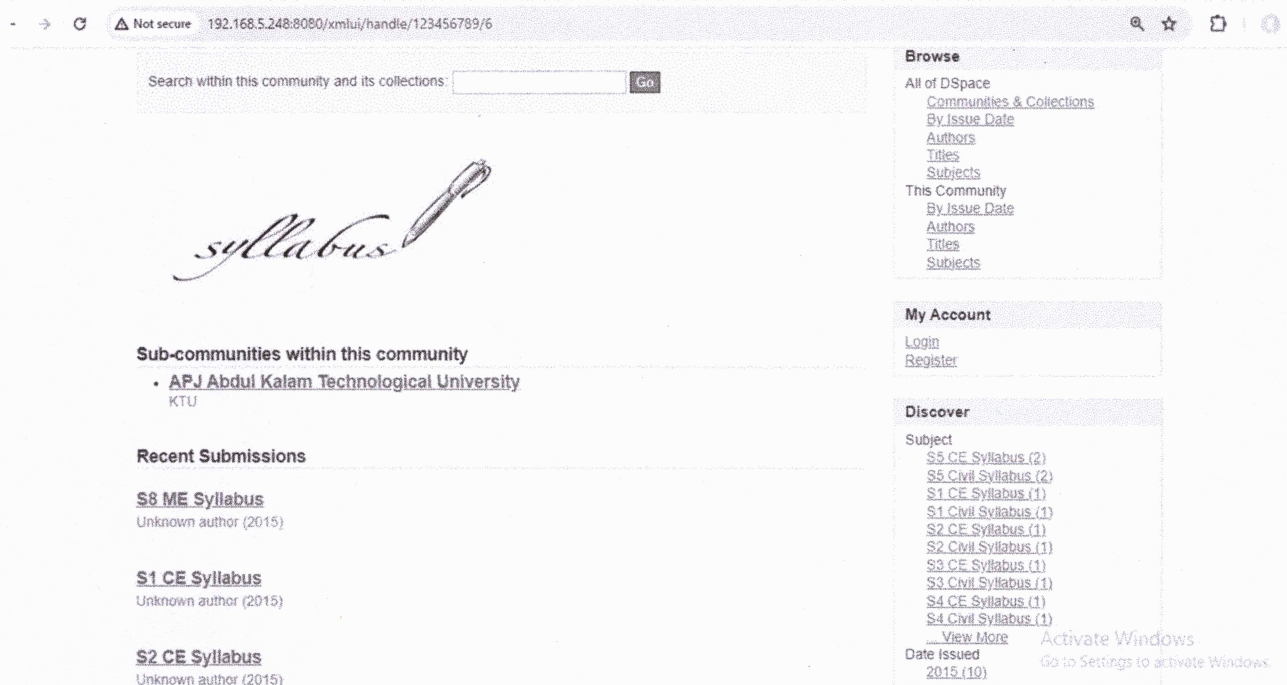 Not secure 192.168.5.248:8080/xmlui/handle/123456789/6
Search within this community and its collections: Go
syllabus
Sub-communities within this community
• APJ Abdul Kalam Technological University
KTU
Recent Submissions
S8 ME Syllabus
Unknown author (2015)
S1 CE Syllabus
Unknown author (2015)
S2 CE Syllabus
Unknown author (2015)
Browse
All of DSpace
Communities & Collections
By Issue Date
Authors
Titles
Subjects
This Community
By Issue Date
Authors
Titles
Subjects
My Account
Login
Register
Discover
Subject
S5 CE Syllabus (2)
S5 Civil Syllabus (2)
S1 CE Syllabus (1)
S1 Civil Syllabus (1)
S2 CE Syllabus (1)
S2 Civil Syllabus (1)
S3 CE Syllabus (1)
S3 Civil Syllabus (1)
S4 CE Syllabus (1)
S4 Civil Syllabus (1)
... View More
Date Issued
2015 (10)
Activate Windows
Go to Settings to activate Windows.